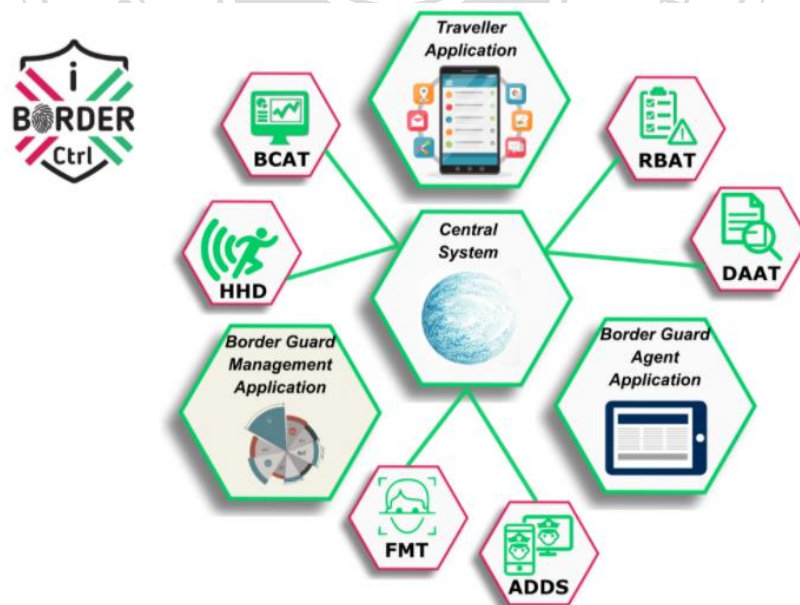 i
BORDER
Ctrl
Traveller
Application
BCAT
RBAT
HHD
Central
System
DAAT
Border Guard
Management
Application
Border Guard
Agent
Application
FMT
ADDS